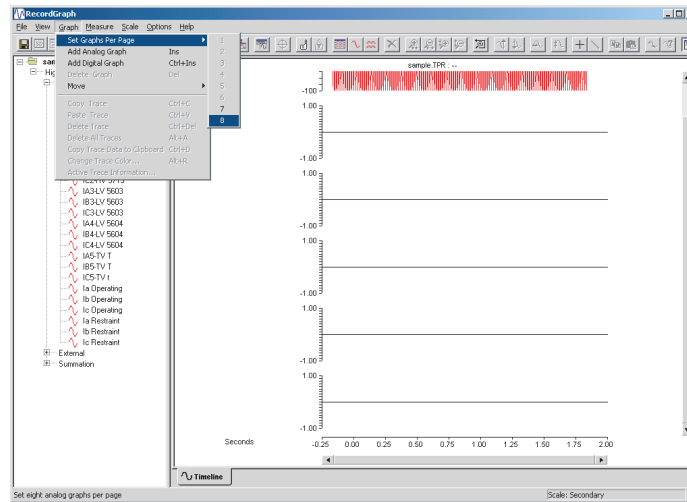 RecordGraph
File View Graph Measure Scale Options Help
Set Graphs Per Page
Add Analog Graph Ins
Add Digital Graph Ctrl+Ins
Delete Graph Del
Move
Copy Trace Ctrl+C
Paste Trace Ctrl+V
Delete Trace Ctrl+Del
Delete All Traces Alt+A
Copy Trace Data to Clipboard Ctrl+D
Change Trace Color... Alt+R
Active Trace Information...
1
2
3
4
5
6
7
8
IA3-LV 5603
IB3-LV 5603
IC3-LV 5603
IA4-LV 5604
IB4-LV 5604
IC4-LV 5604
IA5-TV T
IB5-TV T
IC5-TV t
Ia Operating
Ib Operating
Ic Operating
Ia Restraint
Ib Restraint
Ic Restraint
External
Summation
sample.TPR : --
-100
1.00
-1.00
1.00
-1.00
1.00
-1.00
1.00
-1.00
1.00
-1.00
Seconds -0.25 0.00 0.25 0.50 0.75 1.00 1.25 1.50 1.75 2.00
Timeline
Set eight analog graphs per page Scale: Secondary